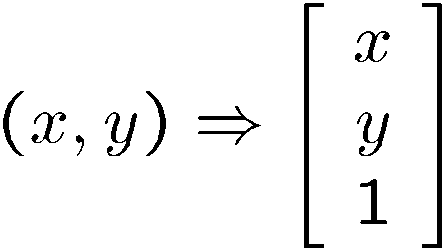 (x, y) ⇒ [ x
y
1 ]